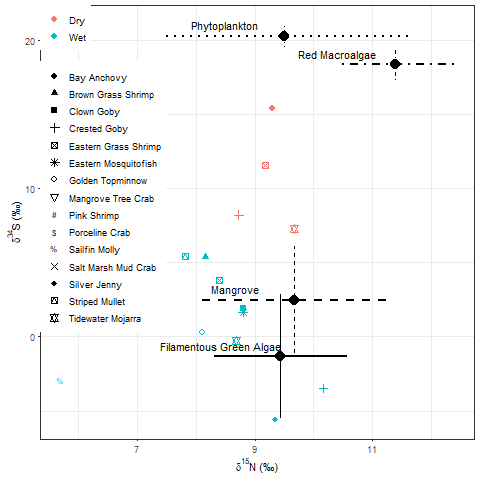 Dry
Wet
Bay Anchovy
Brown Grass Shrimp
Clown Goby
Crested Goby
Eastern Grass Shrimp
Eastern Mosquitofish
Golden Topminnow
Mangrove Tree Crab
# Pink Shrimp
$ Porceline Crab
% Sailfin Molly
Salt Marsh Mud Crab
Silver Jenny
Striped Mullet
Tidewater Mojarra
Phytoplankton
Red Macroalgae
Mangrove
Filamentous Green Algae
%
20
10
0
δ³⁴S (‰)
7 9 11
δ¹⁵N (‰)